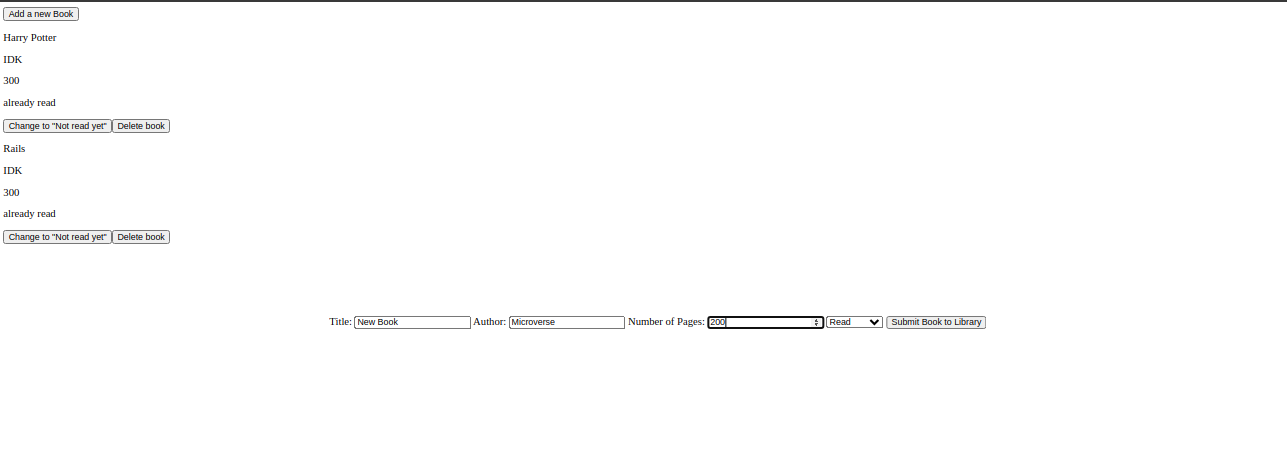 Add a new Book
Harry Potter
IDK
300
already read
Change to "Not read yet" Delete book
Rails
IDK
300
already read
Change to "Not read yet" Delete book
Title: New Book Author: Microverse Number of Pages: 200 Read Submit Book to Library